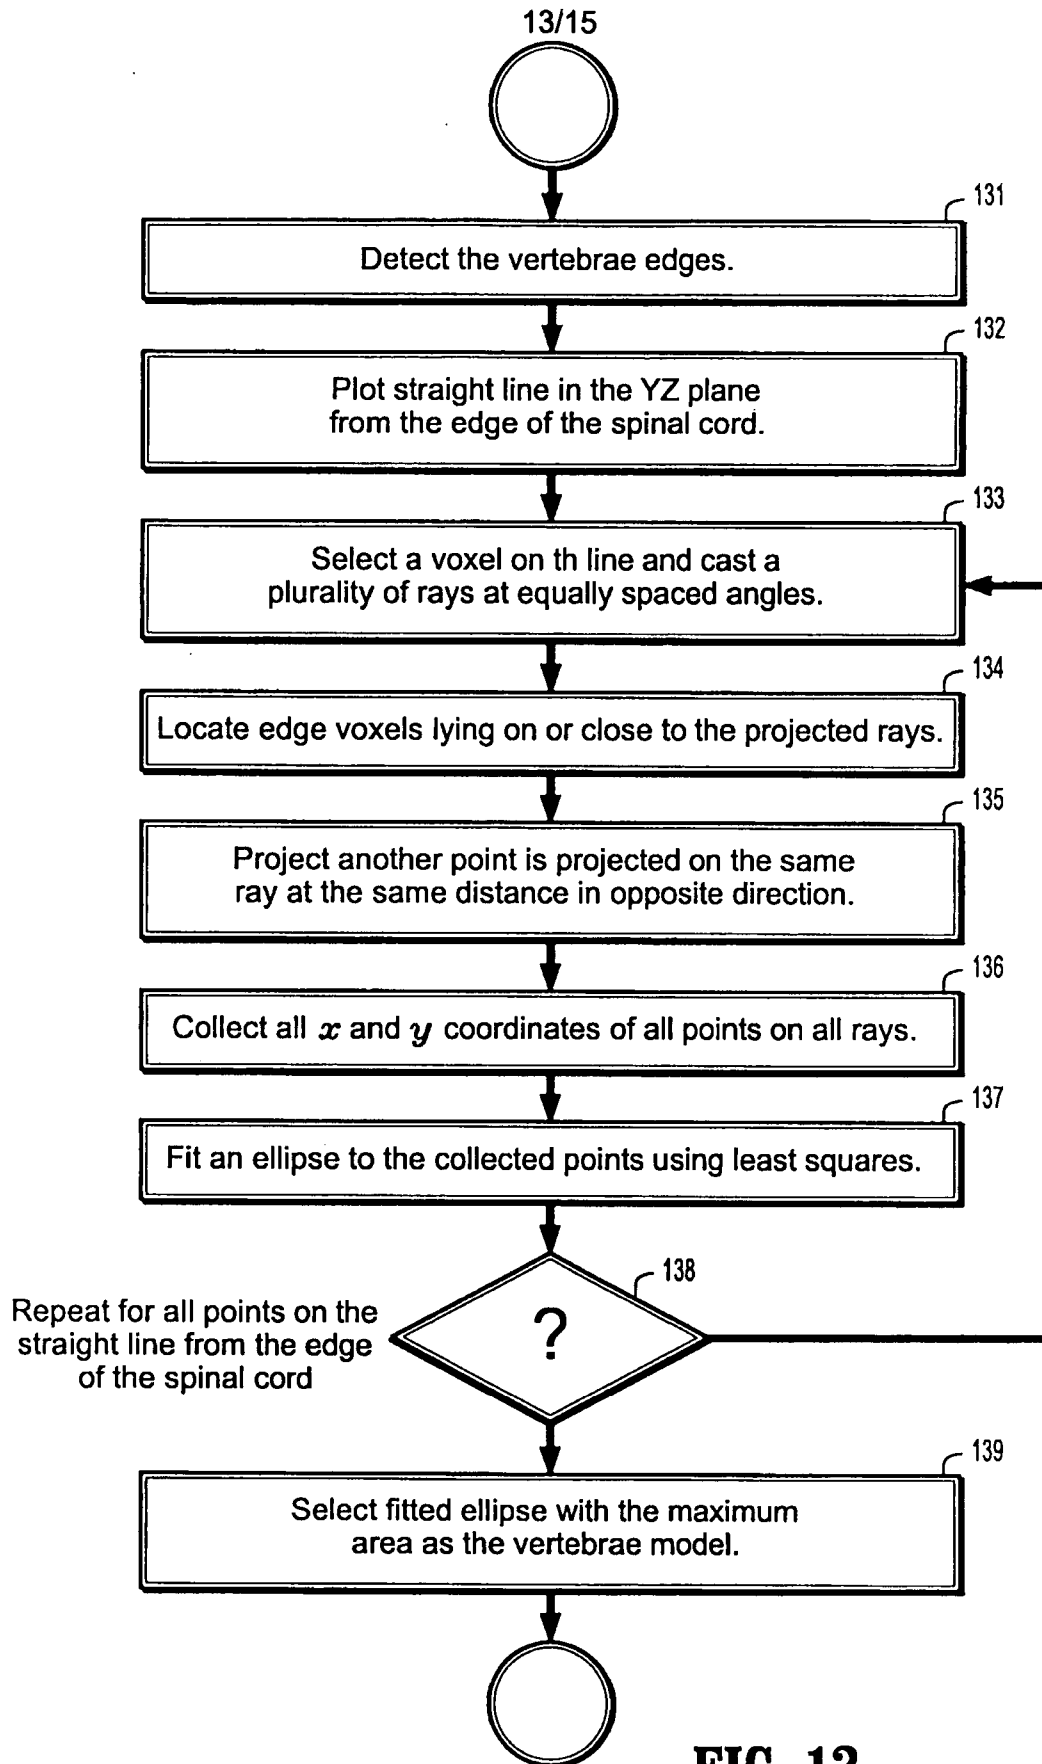 13/15
131
Detect the vertebrae edges.
132
Plot straight line in the YZ plane
from the edge of the spinal cord.
133
Select a voxel on th line and cast a
plurality of rays at equally spaced angles.
134
Locate edge voxels lying on or close to the projected rays.
135
Project another point is projected on the same
ray at the same distance in opposite direction.
136
Collect all x and y coordinates of all points on all rays.
137
Fit an ellipse to the collected points using least squares.
138
Repeat for all points on the
straight line from the edge
of the spinal cord
?
139
Select fitted ellipse with the maximum
area as the vertebrae model.
FIG. 13